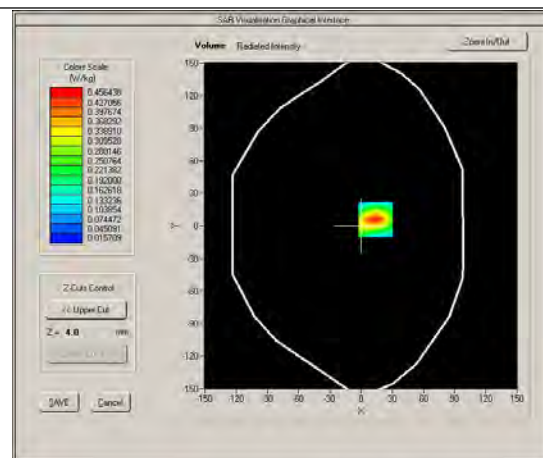 SAR Visualisation Graphical Interface
Volume Radiated Intensity
Zoom In/Out
Colors Scale
(W/kg)
0.456438
0.427056
0.397674
0.368292
0.338910
0.309528
0.280146
0.250764
0.221382
0.192000
0.162618
0.133236
0.103854
0.074472
0.045091
0.015709
150
120
90
60
30
0
-30
-60
-90
-120
-150
Y
-150 -120 -90 -60 -30 0 30 60 90 120 150
X
Z-Cuts Control
<< Upper Cut
Z = 4.0 mm
SAVE Cancel